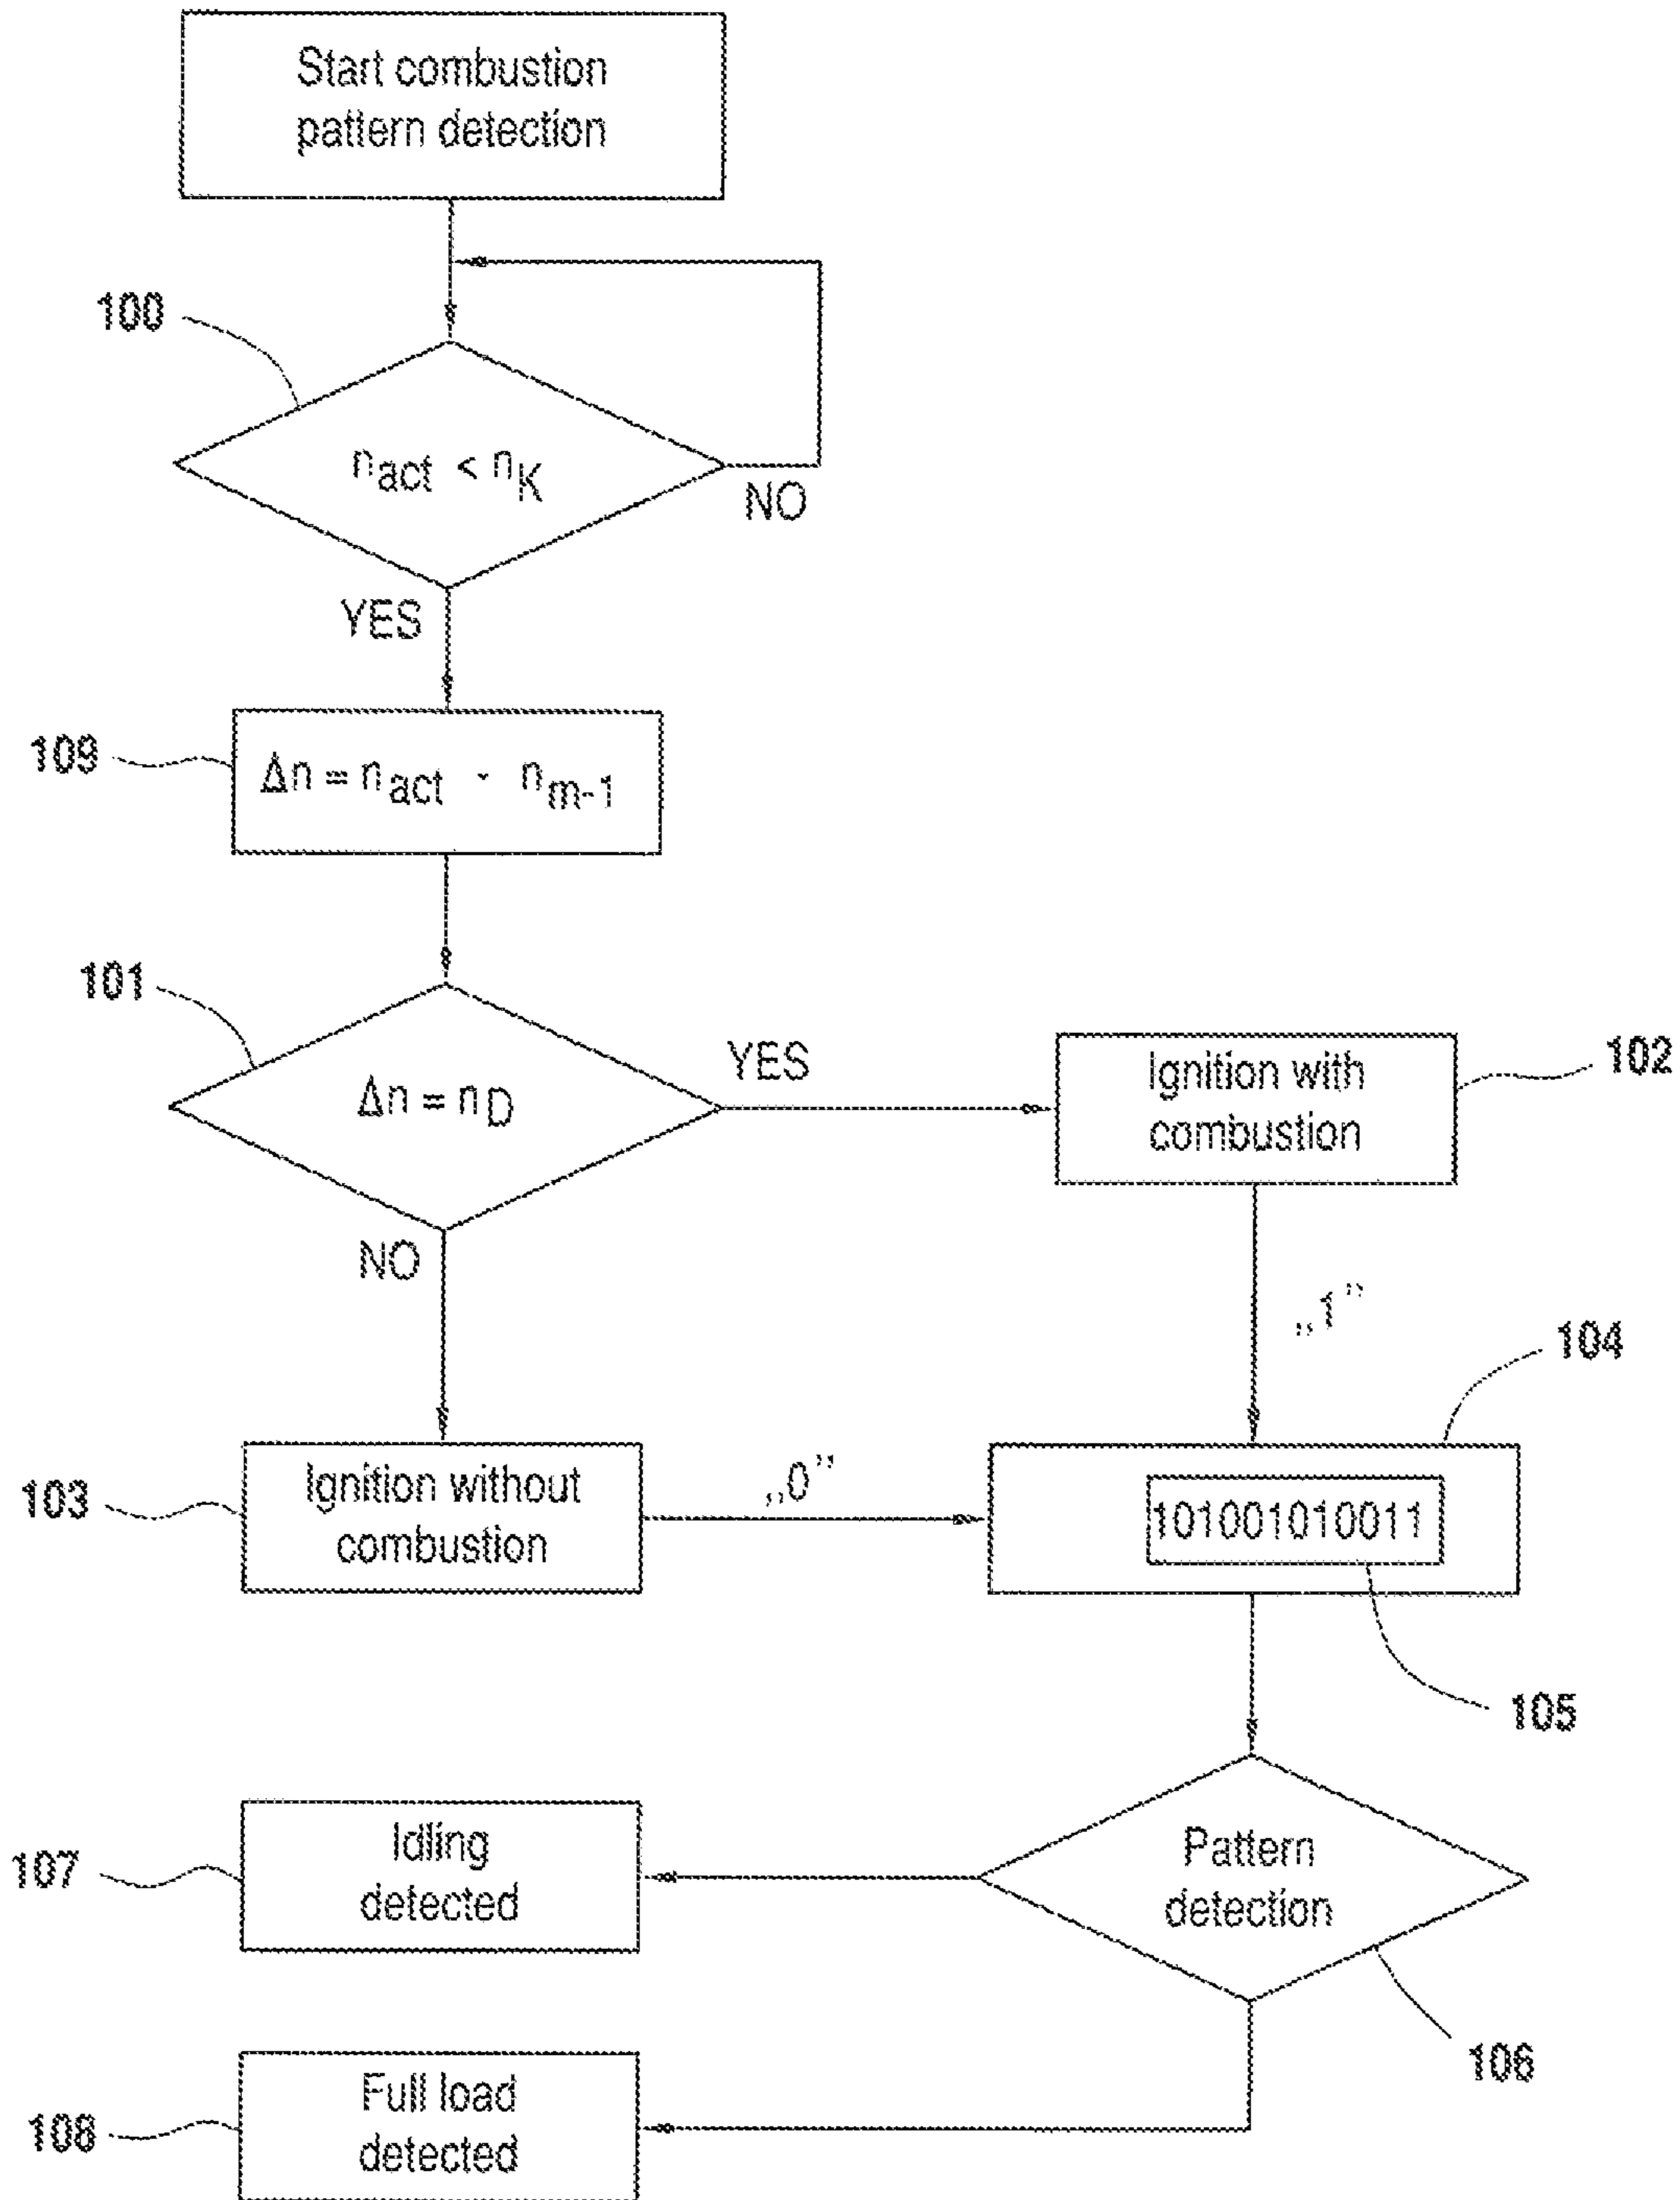 Start combustion
pattern detection
100
n_act < n_K
NO
YES
109
Δn = n_act - n_m-1
101
Δn = n_D
YES
Ignition with
combustion
102
NO
„1”
104
103
Ignition without
combustion
„0”
101001010011
105
107
Idling
detected
Pattern
detection
106
108
Full load
detected